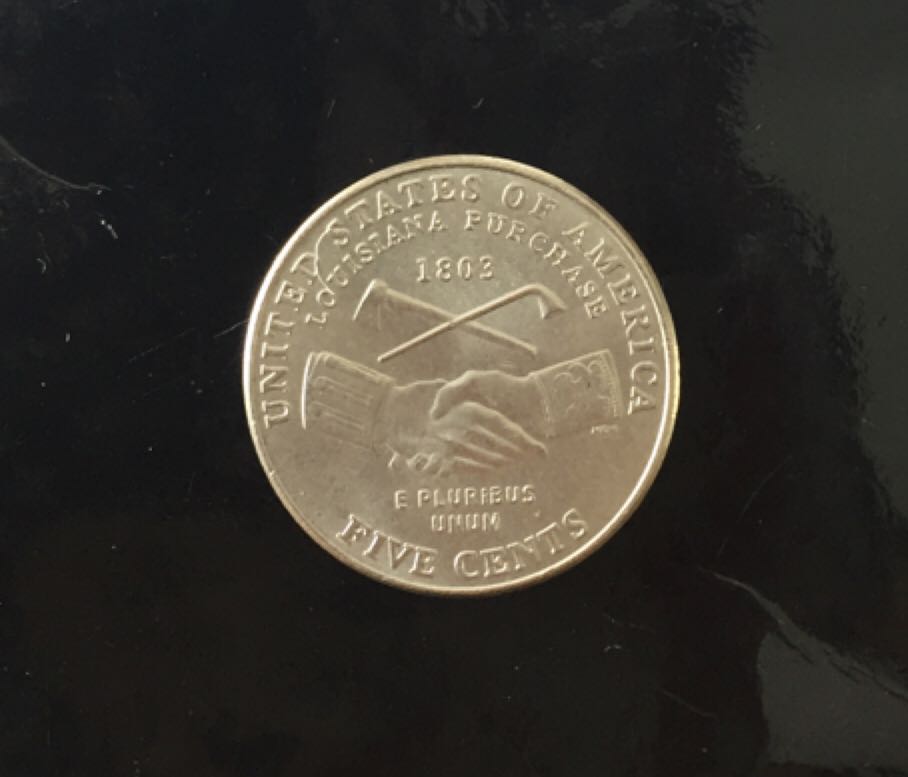 UNITED STATES OF AMERICA
LOUISIANA PURCHASE
1803
E PLURIBUS
UNUM
FIVE CENTS